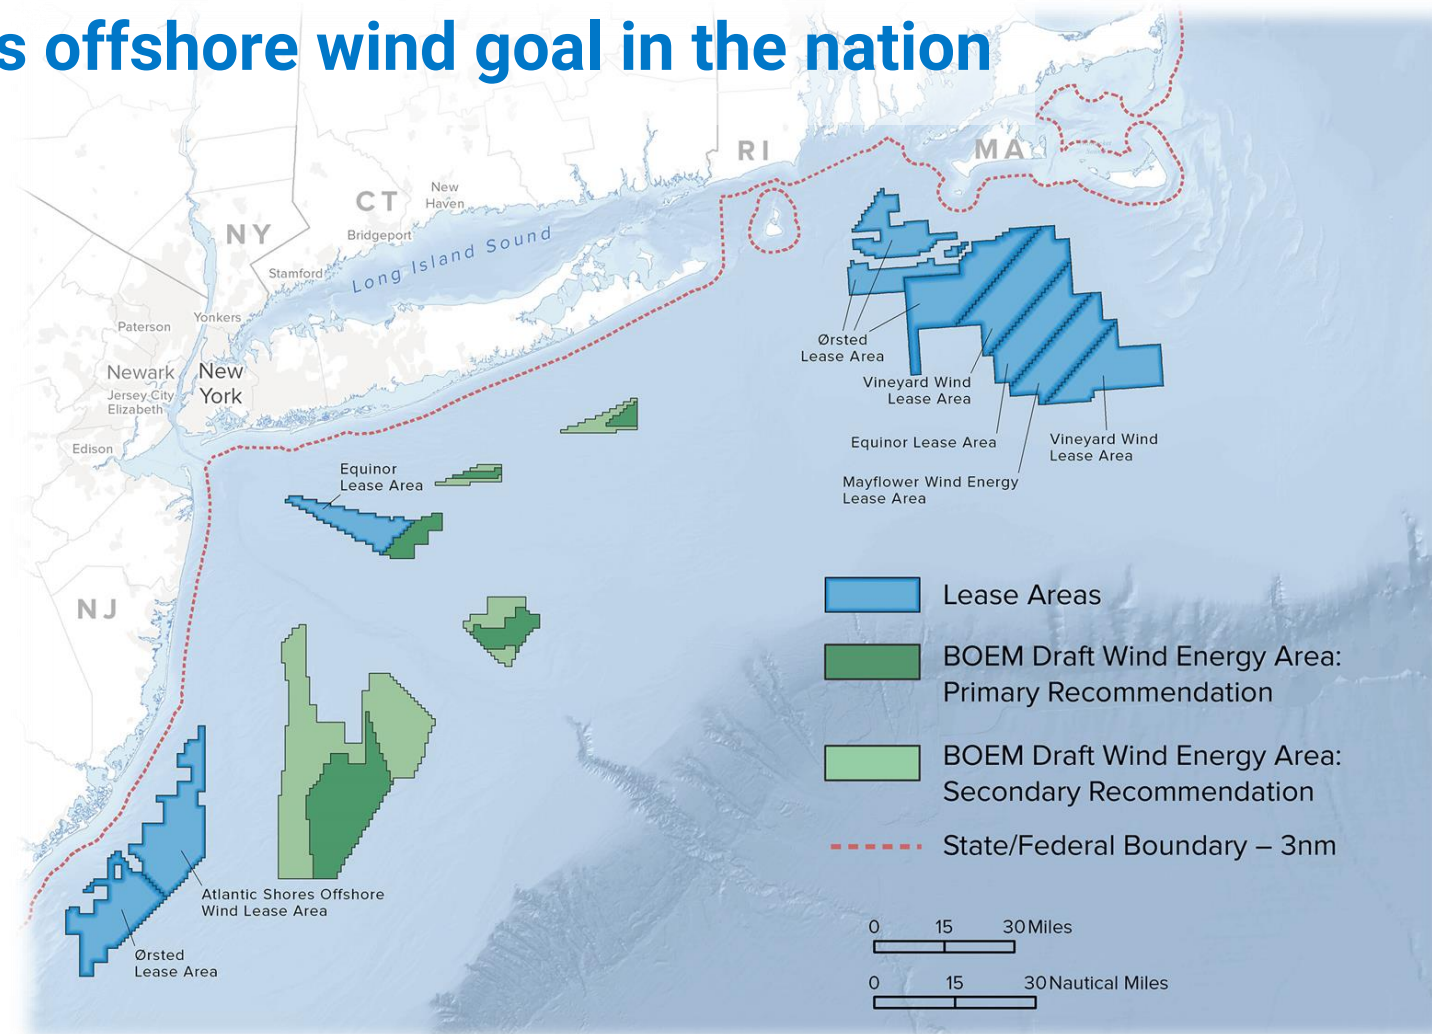 s offshore wind goal in the nation
RI
MA
CT
New
Haven
NY
Bridgeport
Long Island Sound
Stamford
Yonkers
Paterson
Newark
New
York
Jersey City
Elizabeth
Edison
NJ
Ørsted
Lease Area
Vineyard Wind
Lease Area
Equinor Lease Area
Vineyard Wind
Lease Area
Mayflower Wind Energy
Lease Area
Equinor
Lease Area
Atlantic Shores Offshore
Wind Lease Area
Ørsted
Lease Area
Lease Areas
BOEM Draft Wind Energy Area:
Primary Recommendation
BOEM Draft Wind Energy Area:
Secondary Recommendation
State/Federal Boundary – 3nm
0 15 30 Miles
0 15 30 Nautical Miles